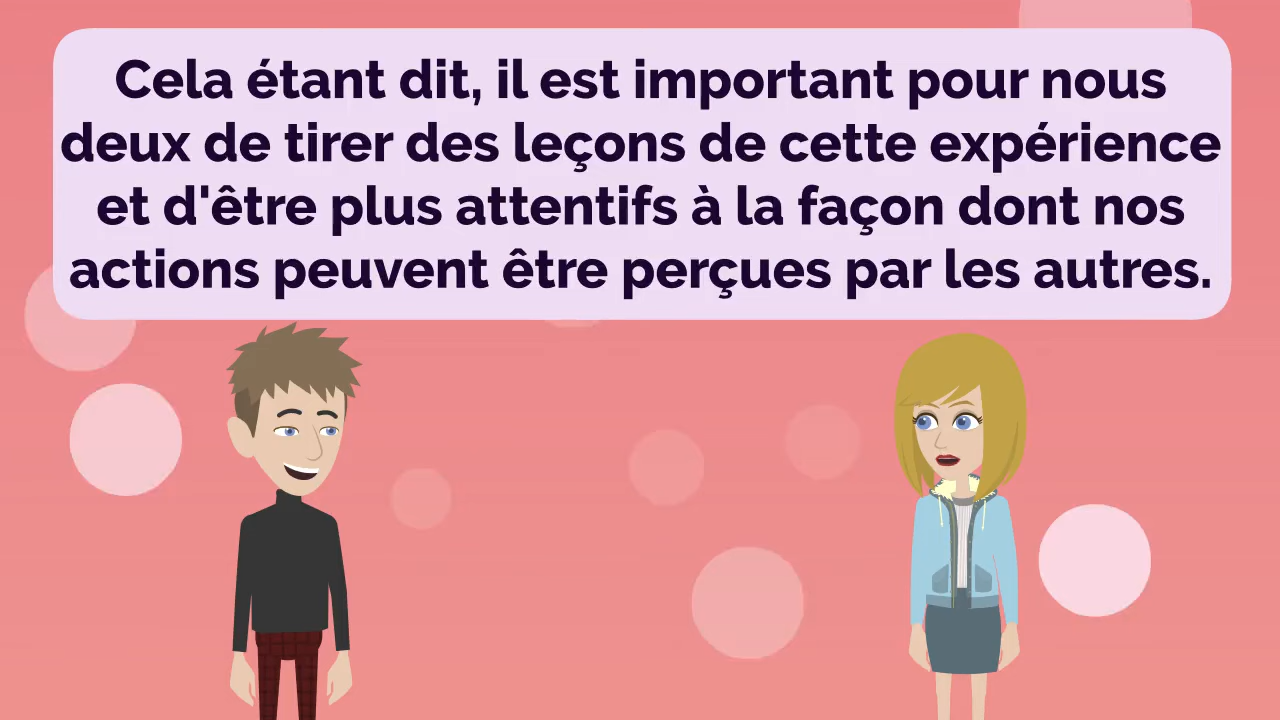 Cela étant dit, il est important pour nous
deux de tirer des leçons de cette expérience
et d'être plus attentifs à la façon dont nos
actions peuvent être perçues par les autres.